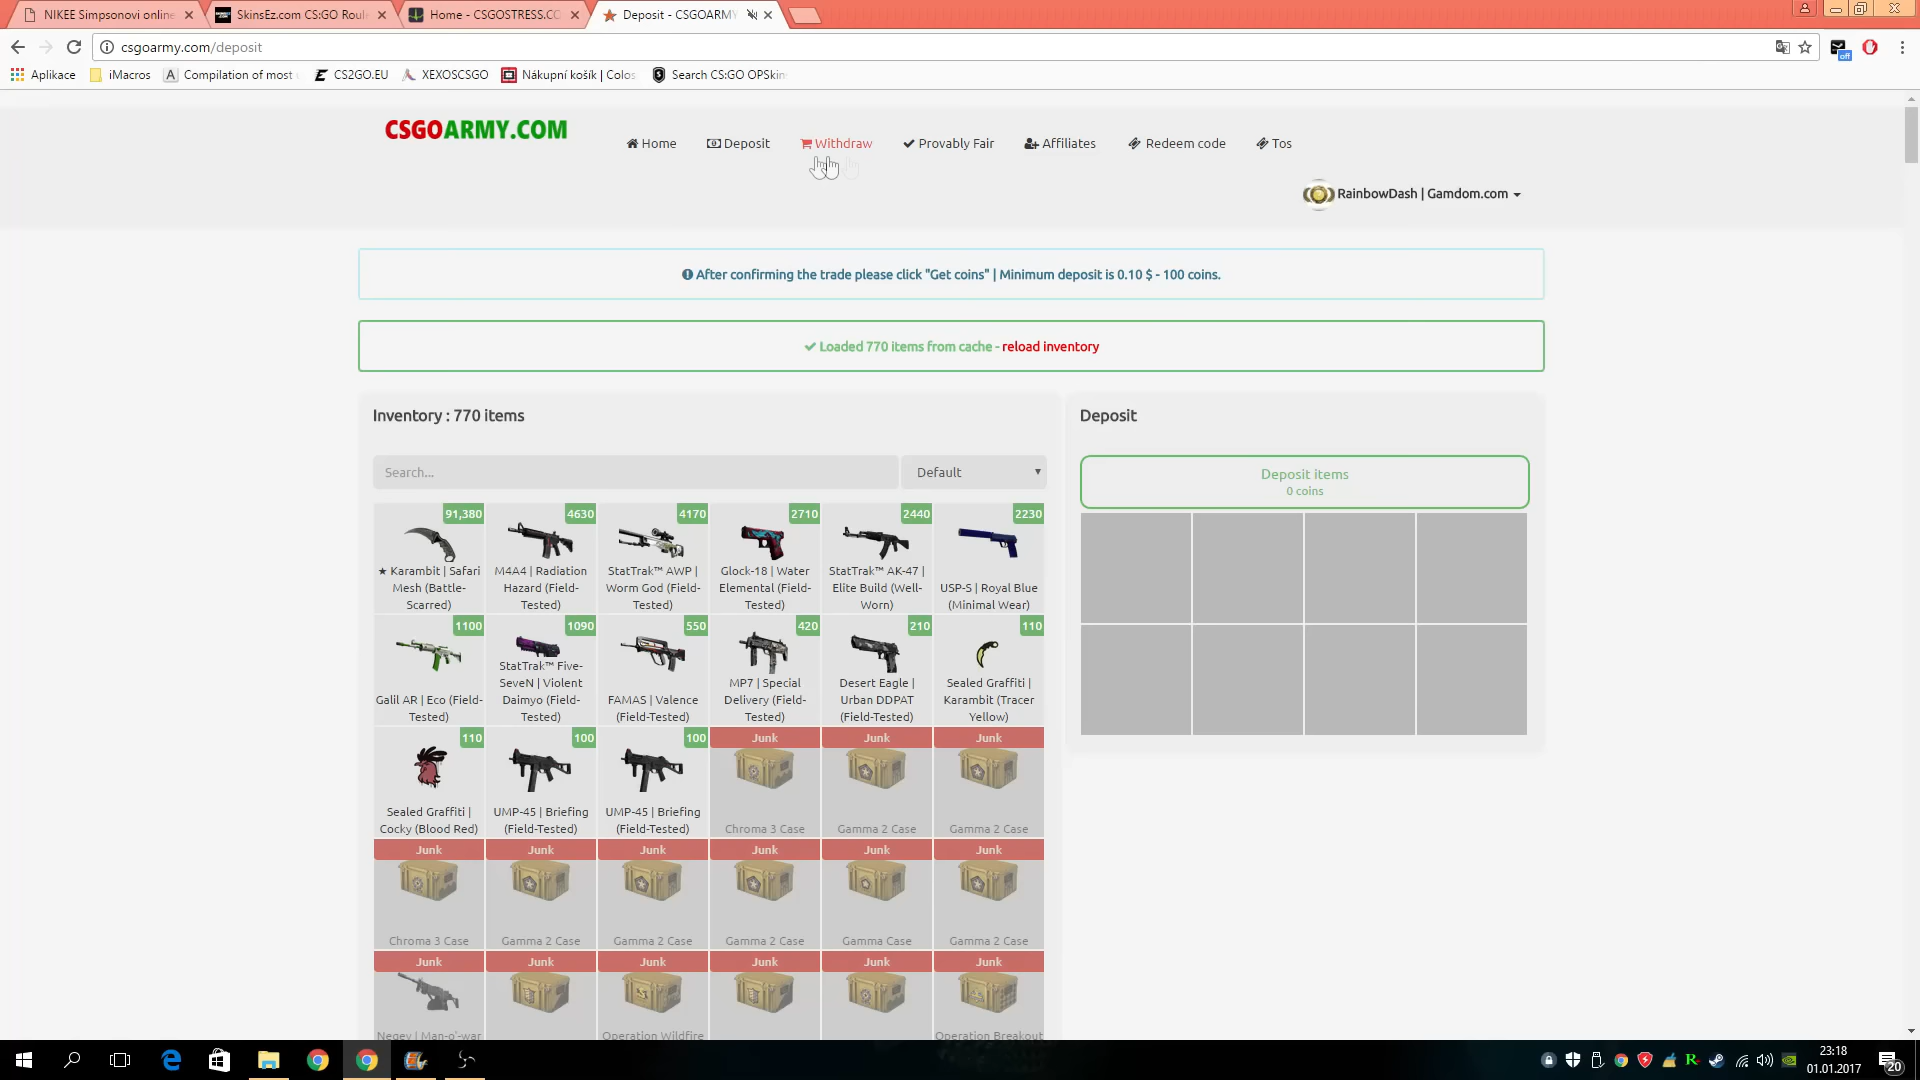 NIKEE Simpsonovi online
SkinsEz.com CS:GO Roul
Home - CSGOSTRESS.CO
Deposit - CSGOARMY
csgoarmy.com/deposit
Aplikace
iMacros
Compilation of most
CS2GO.EU
XEXOSCSGO
Nákupní košík | Colos
Search CS:GO OPSkin
off
CSGOARMY.COM
Home
Deposit
Withdraw
Provably Fair
Affiliates
Redeem code
Tos
RainbowDash | Gamdom.com
After confirming the trade please click "Get coins" | Minimum deposit is 0.10 $ - 100 coins.
Loaded 770 items from cache - reload inventory
Inventory : 770 items
Deposit
Search...
Default
Deposit items
0 coins
91,380
4630
4170
2710
2440
2230
★ Karambit | Safari
Mesh (Battle-
Scarred)
M4A4 | Radiation
Hazard (Field-
Tested)
StatTrak™ AWP |
Worm God (Field-
Tested)
Glock-18 | Water
Elemental (Field-
Tested)
StatTrak™ AK-47 |
Elite Build (Well-
Worn)
USP-S | Royal Blue
(Minimal Wear)
1100
1090
550
420
210
110
Galil AR | Eco (Field-
Tested)
StatTrak™ Five-
SeveN | Violent
Daimyo (Field-
Tested)
FAMAS | Valence
(Field-Tested)
MP7 | Special
Delivery (Field-
Tested)
Desert Eagle |
Urban DDPAT
(Field-Tested)
Sealed Graffiti |
Karambit (Tracer
Yellow)
110
100
100
Junk
Junk
Junk
Sealed Graffiti |
Cocky (Blood Red)
UMP-45 | Briefing
(Field-Tested)
UMP-45 | Briefing
(Field-Tested)
Chroma 3 Case
Gamma 2 Case
Gamma 2 Case
Junk
Junk
Junk
Junk
Junk
Junk
Chroma 3 Case
Gamma 2 Case
Gamma 2 Case
Gamma 2 Case
Gamma Case
Gamma 2 Case
Junk
Junk
Junk
Junk
Junk
Junk
Negev | Man-o'-war
Operation Wildfire
Operation Breakout
23:18
01.01.2017
20